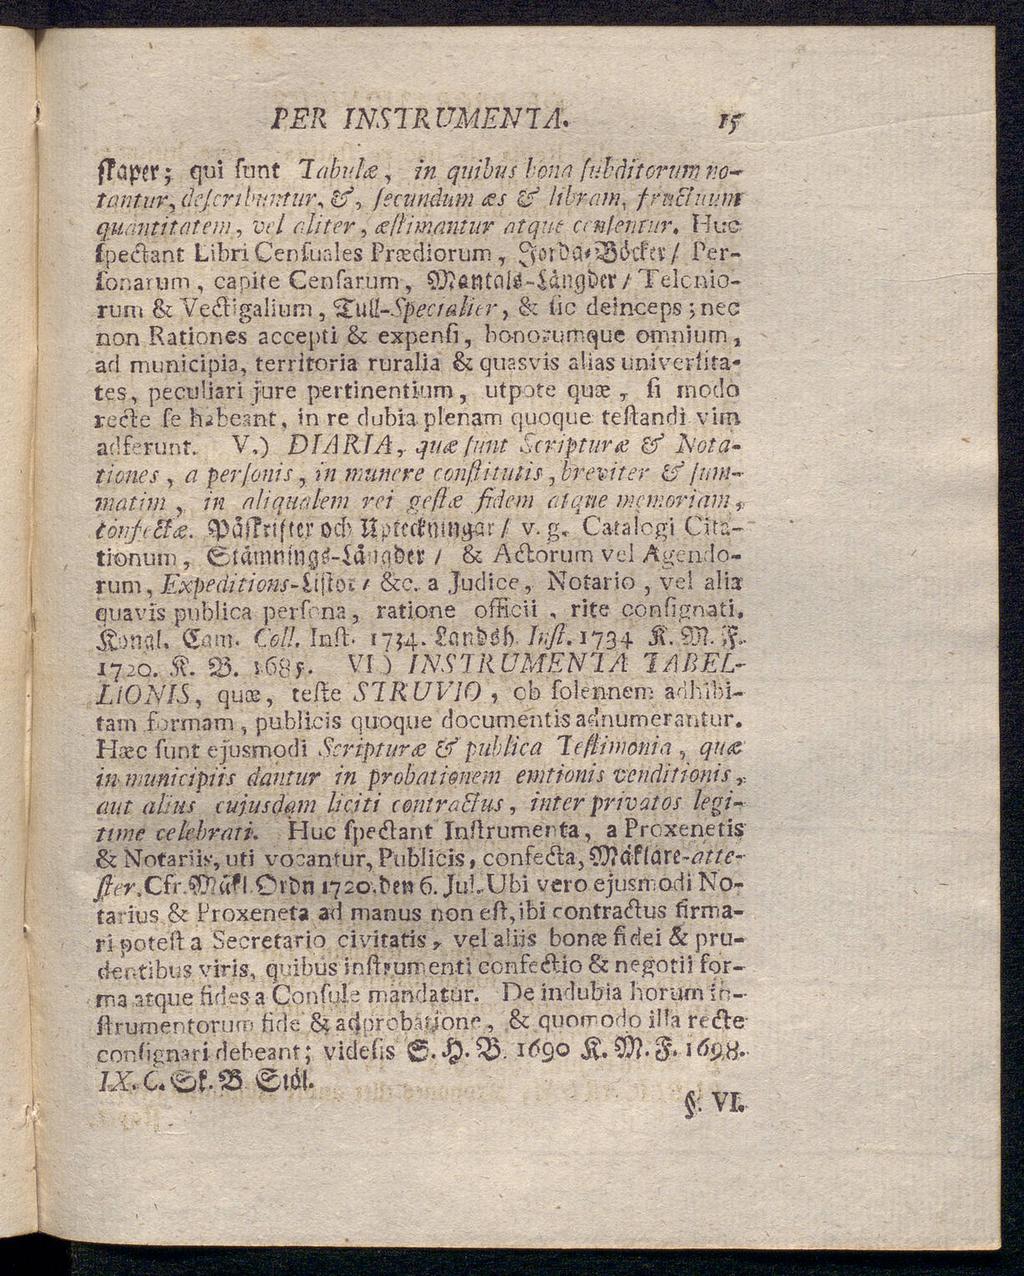 PER INSTRUMENTA. 15
ſkaper; qui ſunt Tabulæ, in quibus bona ſubditorum no-
tantur, deſcribuntur, &, ſecundum æs & libram, fructuum
quantitatem, vel aliter, æſtimantur atque cenſentur. Huc
ſpectant Libri Cenſuales Prædiorum, Jorda-Böcker/ Per-
ſonarum, capite Cenſarum, Mantals-Längder/ Telonio-
rum & Vectigalium, Tull-Specialier, & ſic deinceps; nec
non Rationes accepti & expenſi, bonorumque omnium,
ad municipia, territoria ruralia & quasvis alias univerſita-
tes, peculiari jure pertinentium, utpote quæ, ſi modo
recte ſe habeant, in re dubia plenam quoque teſtandi vim
adferunt. V.) DIARIA, quæ ſunt Scripturæ & Nota-
tiones, a perſonis, in munere conſtitutis, breviter & ſum-
matim, in aliqualem rei geſtæ fidem atque memoriam,
confectæ. Påſkrifter och Upteckningar/ v. g. Catalogi Cita-
tionum, Stämnings-Längder / & Actorum vel Agendo-
rum, Expeditions-Liſtor/ &c. a Judice, Notario, vel alia
quavis publica perſona, ratione officii, rite conſignati.
Kongl. Cam. Coll. Inſt. 1734. Landsh. Inſt. 1734 K. M. F.
1720. K. B. 1685. VI.) INSTRUMENTA TABEL-
LIONIS, quæ, teſte STRUVIO, ob ſolennem adhibi-
tam formam, publicis quoque documentis adnumerantur.
Hæc ſunt ejusmodi Scripturæ & publica Teſtimonia, quæ
in municipiis dantur in probationem emtionis venditionis,
aut alius cujusdam liciti contractus, inter privatos legi-
time celebrati. Huc ſpectant Inſtrumenta, a Proxenetis
& Notariis, uti vocantur, Publicis, confecta, Mäklare-atte-
ſter. Cfr. Mäkl. Ordn 1720. den 6. Jul. Ubi vero ejusmodi No-
tarius & Proxeneta ad manus non eſt, ibi contractus firma-
ri poteſt a Secretario civitatis, vel aliis bonæ fidei & pru-
dentibus viris, quibus inſtrumenti confectio & negotii for-
ma atque fides a Conſule mandatur. De indubia horum in-
ſtrumentorum fide & adprobatione, & quomodo illa recte
conſignari debeant; videſis S. H. B. 1690 K. M. F. 1698.
IX. C. Sk. B Stöl.
§. VI.